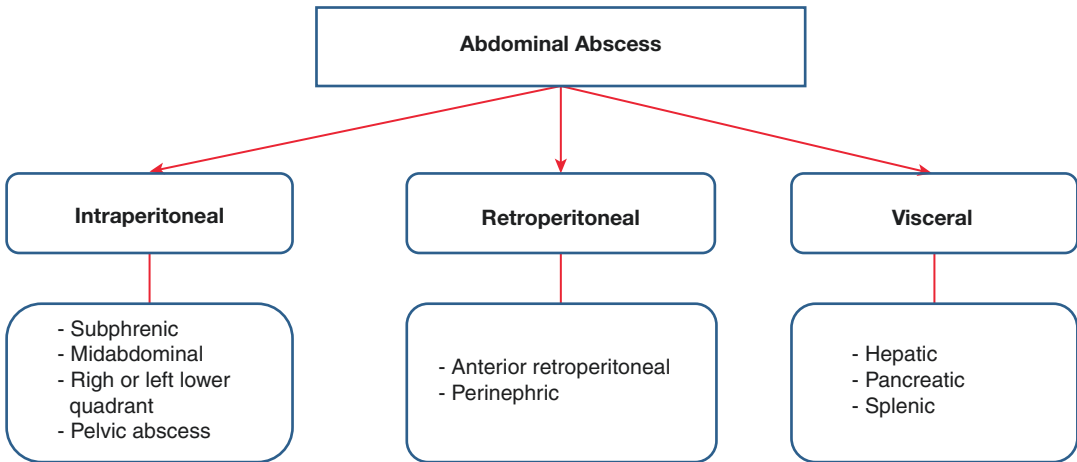 Abdominal Abscess
Intraperitoneal
Retroperitoneal
Visceral
- Subphrenic
- Midabdominal
- Righ or left lower
quadrant
- Pelvic abscess
- Anterior retroperitoneal
- Perinephric
- Hepatic
- Pancreatic
- Splenic